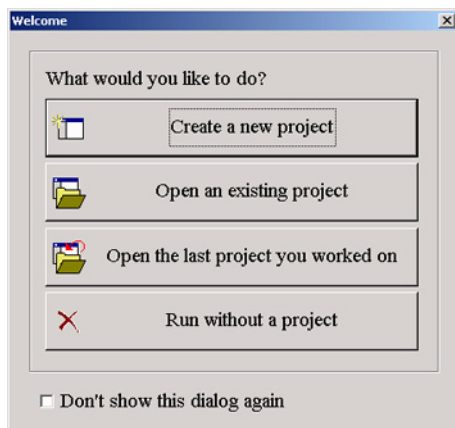 Welcome
What would you like to do?
Create a new project
Open an existing project
Open the last project you worked on
Run without a project
Don't show this dialog again